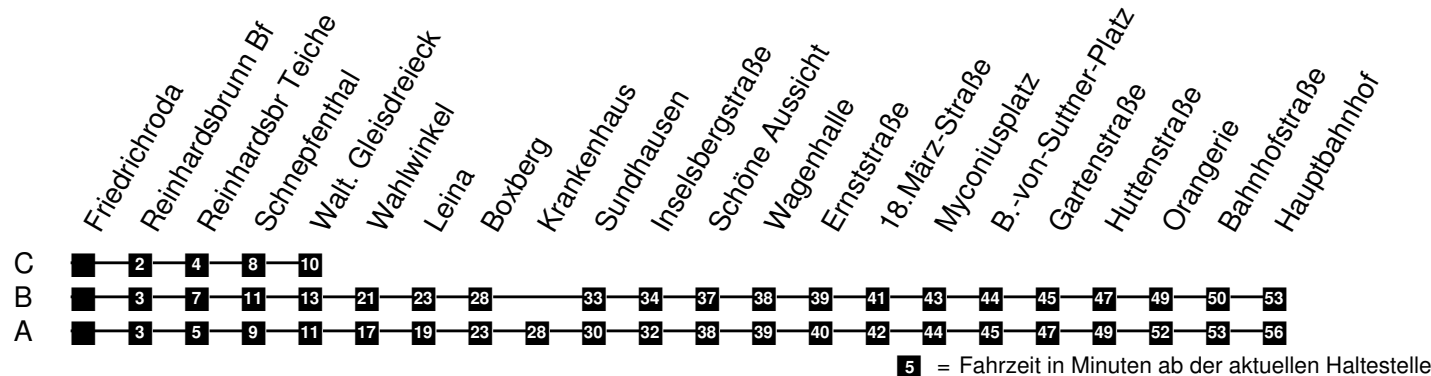 Friedrichroda
Reinhardsbrunn Bf
Reinhardsbr Teiche
Schnepfenthal
Walt. Gleisdreieck
Wahlwinkel
Leina
Boxberg
Krankenhaus
Sundhausen
Inselsbergstraße
Schöne Aussicht
Wagenhalle
Ernststraße
18.März-Straße
Myconiusplatz
B.-von-Suttner-Platz
Gartenstraße
Huttenstraße
Orangerie
Bahnhofstraße
Hauptbahnhof
C 2 4 8 10
B 3 7 11 13 21 23 28 33 34 37 38 39 41 43 44 45 47 49 50 53
A 3 5 9 11 17 19 23 28 30 32 38 39 40 42 44 45 47 49 52 53 56
5 = Fahrzeit in Minuten ab der aktuellen Haltestelle